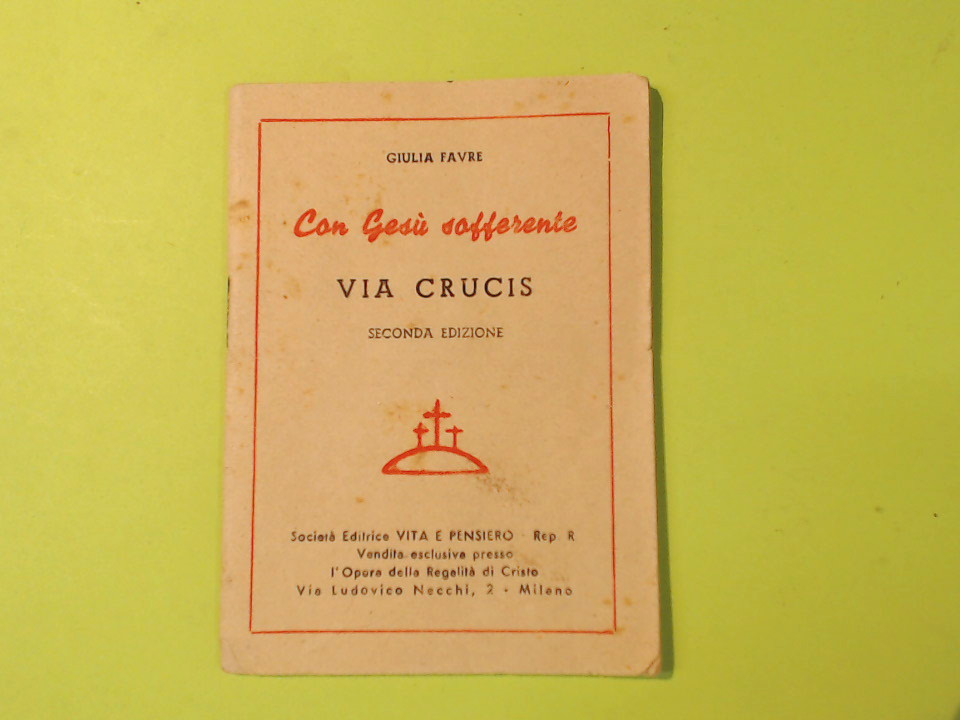 GIULIA FAVRE
Con Gesù sofferente
VIA CRUCIS
SECONDA EDIZIONE
Società Editrice VITA E PENSIERO - Rep. R
Vendita esclusiva presso
l'Opera della Regalità di Cristo
Via Ludovico Necchi, 2 - Milano